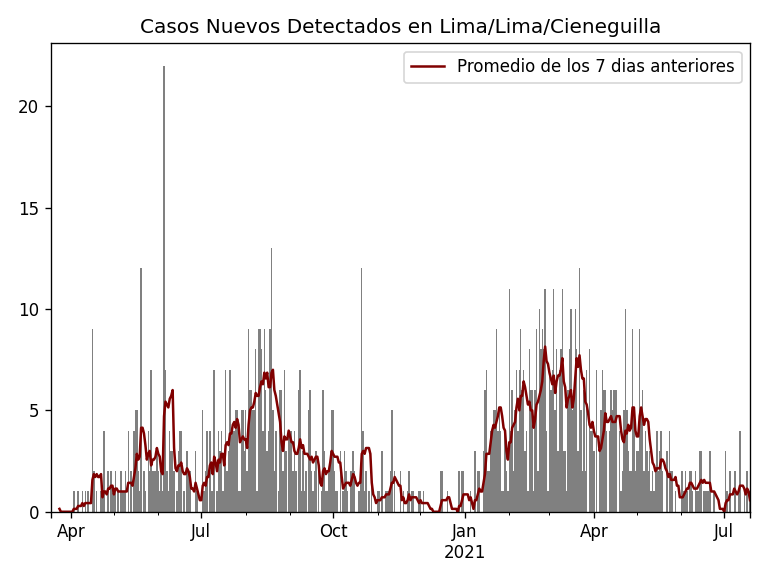 Casos Nuevos Detectados en Lima/Lima/Cieneguilla
Promedio de los 7 dias anteriores
20
15
10
5
0
Apr Jul Oct Jan Apr Jul
2021